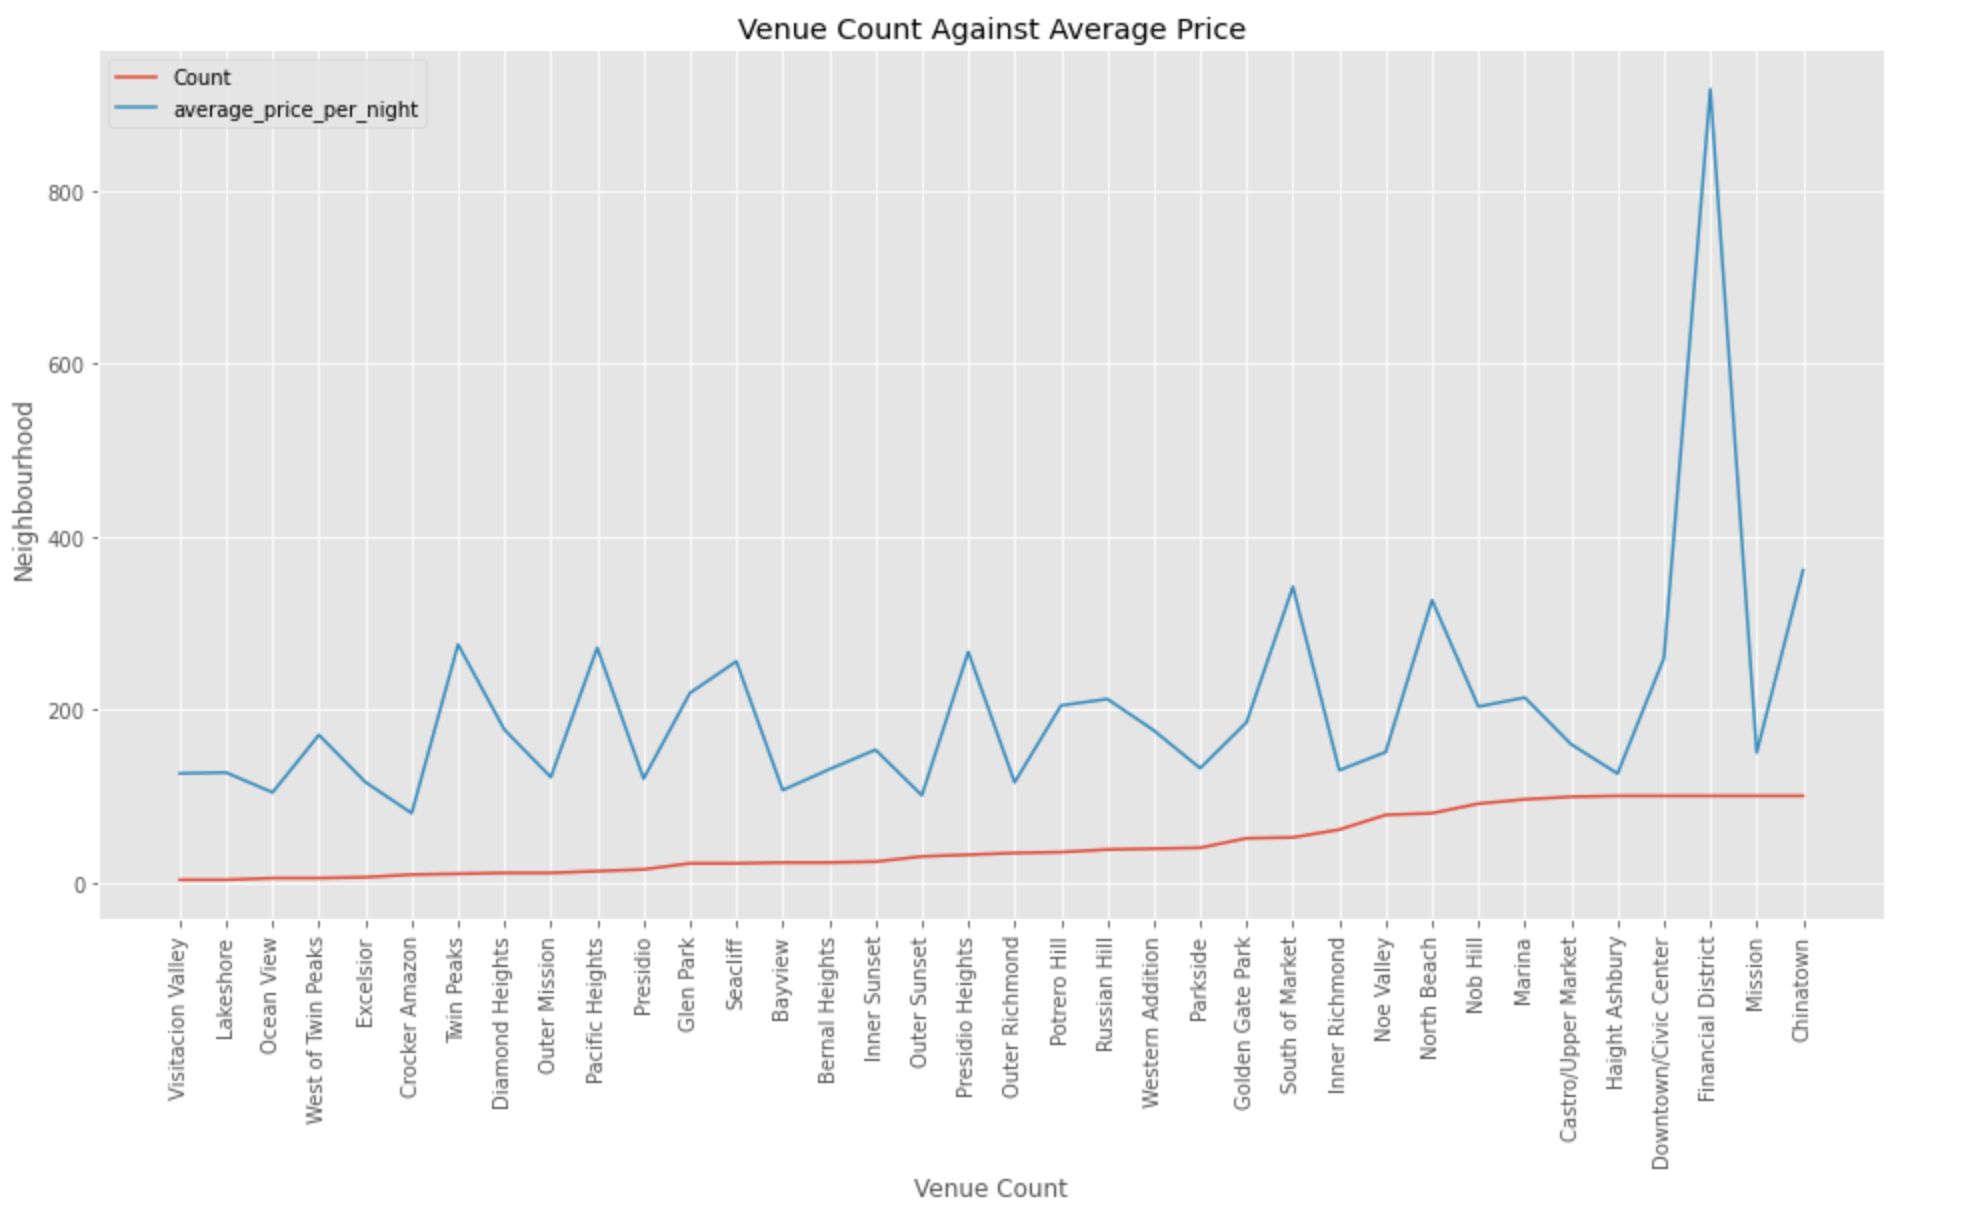 Venue Count Against Average Price
Count
average_price_per_night
800
600
400
200
0
Neighbourhood
Visitacion Valley
Lakeshore
Ocean View
West of Twin Peaks
Excelsior
Crocker Amazon
Twin Peaks
Diamond Heights
Outer Mission
Pacific Heights
Presidio
Glen Park
Seacliff
Bayview
Bernal Heights
Inner Sunset
Outer Sunset
Presidio Heights
Outer Richmond
Potrero Hill
Russian Hill
Western Addition
Parkside
Golden Gate Park
South of Market
Inner Richmond
Noe Valley
North Beach
Nob Hill
Marina
Castro/Upper Market
Haight Ashbury
Downtown/Civic Center
Financial District
Mission
Chinatown
Venue Count